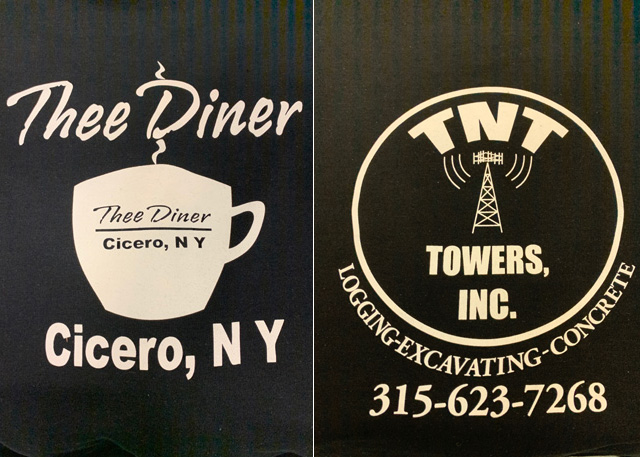 Thee Diner
Thee Diner
Cicero, N Y
Cicero, N Y
TNT
TOWERS,
INC.
LOGGING-EXCAVATING-CONCRETE
315-623-7268